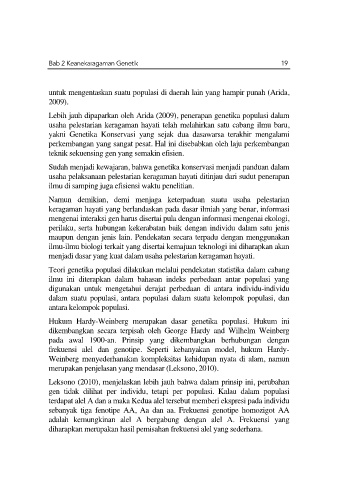 Bab 2 Keanekaragaman Genetik 19
untuk mengentaskan suatu populasi di daerah lain yang hampir punah (Arida,
2009).
Lebih jauh dipaparkan oleh Arida (2009), penerapan genetika populasi dalam
usaha pelestarian keragaman hayati telah melahirkan satu cabang ilmu baru,
yakni Genetika Konservasi yang sejak dua dasawarsa terakhir mengalami
perkembangan yang sangat pesat. Hal ini disebabkan oleh laju perkembangan
teknik sekuensing gen yang semakin efisien.
Sudah menjadi kewajaran, bahwa genetika konservasi menjadi panduan dalam
usaha pelaksanaan pelestarian keragaman hayati ditinjau dari sudut penerapan
ilmu di samping juga efisiensi waktu penelitian.
Namun demikian, demi menjaga keterpaduan suatu usaha pelestarian
keragaman hayati yang berlandaskan pada dasar ilmiah yang benar, informasi
mengenai interaksi gen harus disertai pula dengan informasi mengenai ekologi,
perilaku, serta hubungan kekerabatan baik dengan individu dalam satu jenis
maupun dengan jenis lain. Pendekatan secara terpadu dengan menggunakan
ilmu-ilmu biologi terkait yang disertai kemajuan teknologi ini diharapkan akan
menjadi dasar yang kuat dalam usaha pelestarian keragaman hayati.
Teori genetika populasi dilakukan melalui pendekatan statistika dalam cabang
ilmu ini diterapkan dalam bahasan indeks perbedaan antar populasi yang
digunakan untuk mengetahui derajat perbedaan di antara individu-individu
dalam suatu populasi, antara populasi dalam suatu kelompok populasi, dan
antara kelompok populasi.
Hukum Hardy-Weinberg merupakan dasar genetika populasi. Hukum ini
dikembangkan secara terpisah oleh George Hardy and Wilhelm Weinberg
pada awal 1900-an. Prinsip yang dikembangkan berhubungan dengan
frekuensi alel dan genotipe. Seperti kebanyakan model, hukum Hardy-
Weinberg menyederhanakan kompleksitas kehidupan nyata di alam, namun
merupakan penjelasan yang mendasar (Leksono, 2010).
Leksono (2010), menjelaskan lebih jauh bahwa dalam prinsip ini, perubahan
gen tidak dilihat per individu, tetapi per populasi. Kalau dalam populasi
terdapat alel A dan a maka Kedua alel tersebut memberi ekspresi pada individu
sebanyak tiga fenotipe AA, Aa dan aa. Frekuensi genotipe homozigot AA
adalah kemungkinan alel A bergabung dengan alel A. Frekuensi yang
diharapkan merupakan hasil pemisahan frekuensi alel yang sederhana.